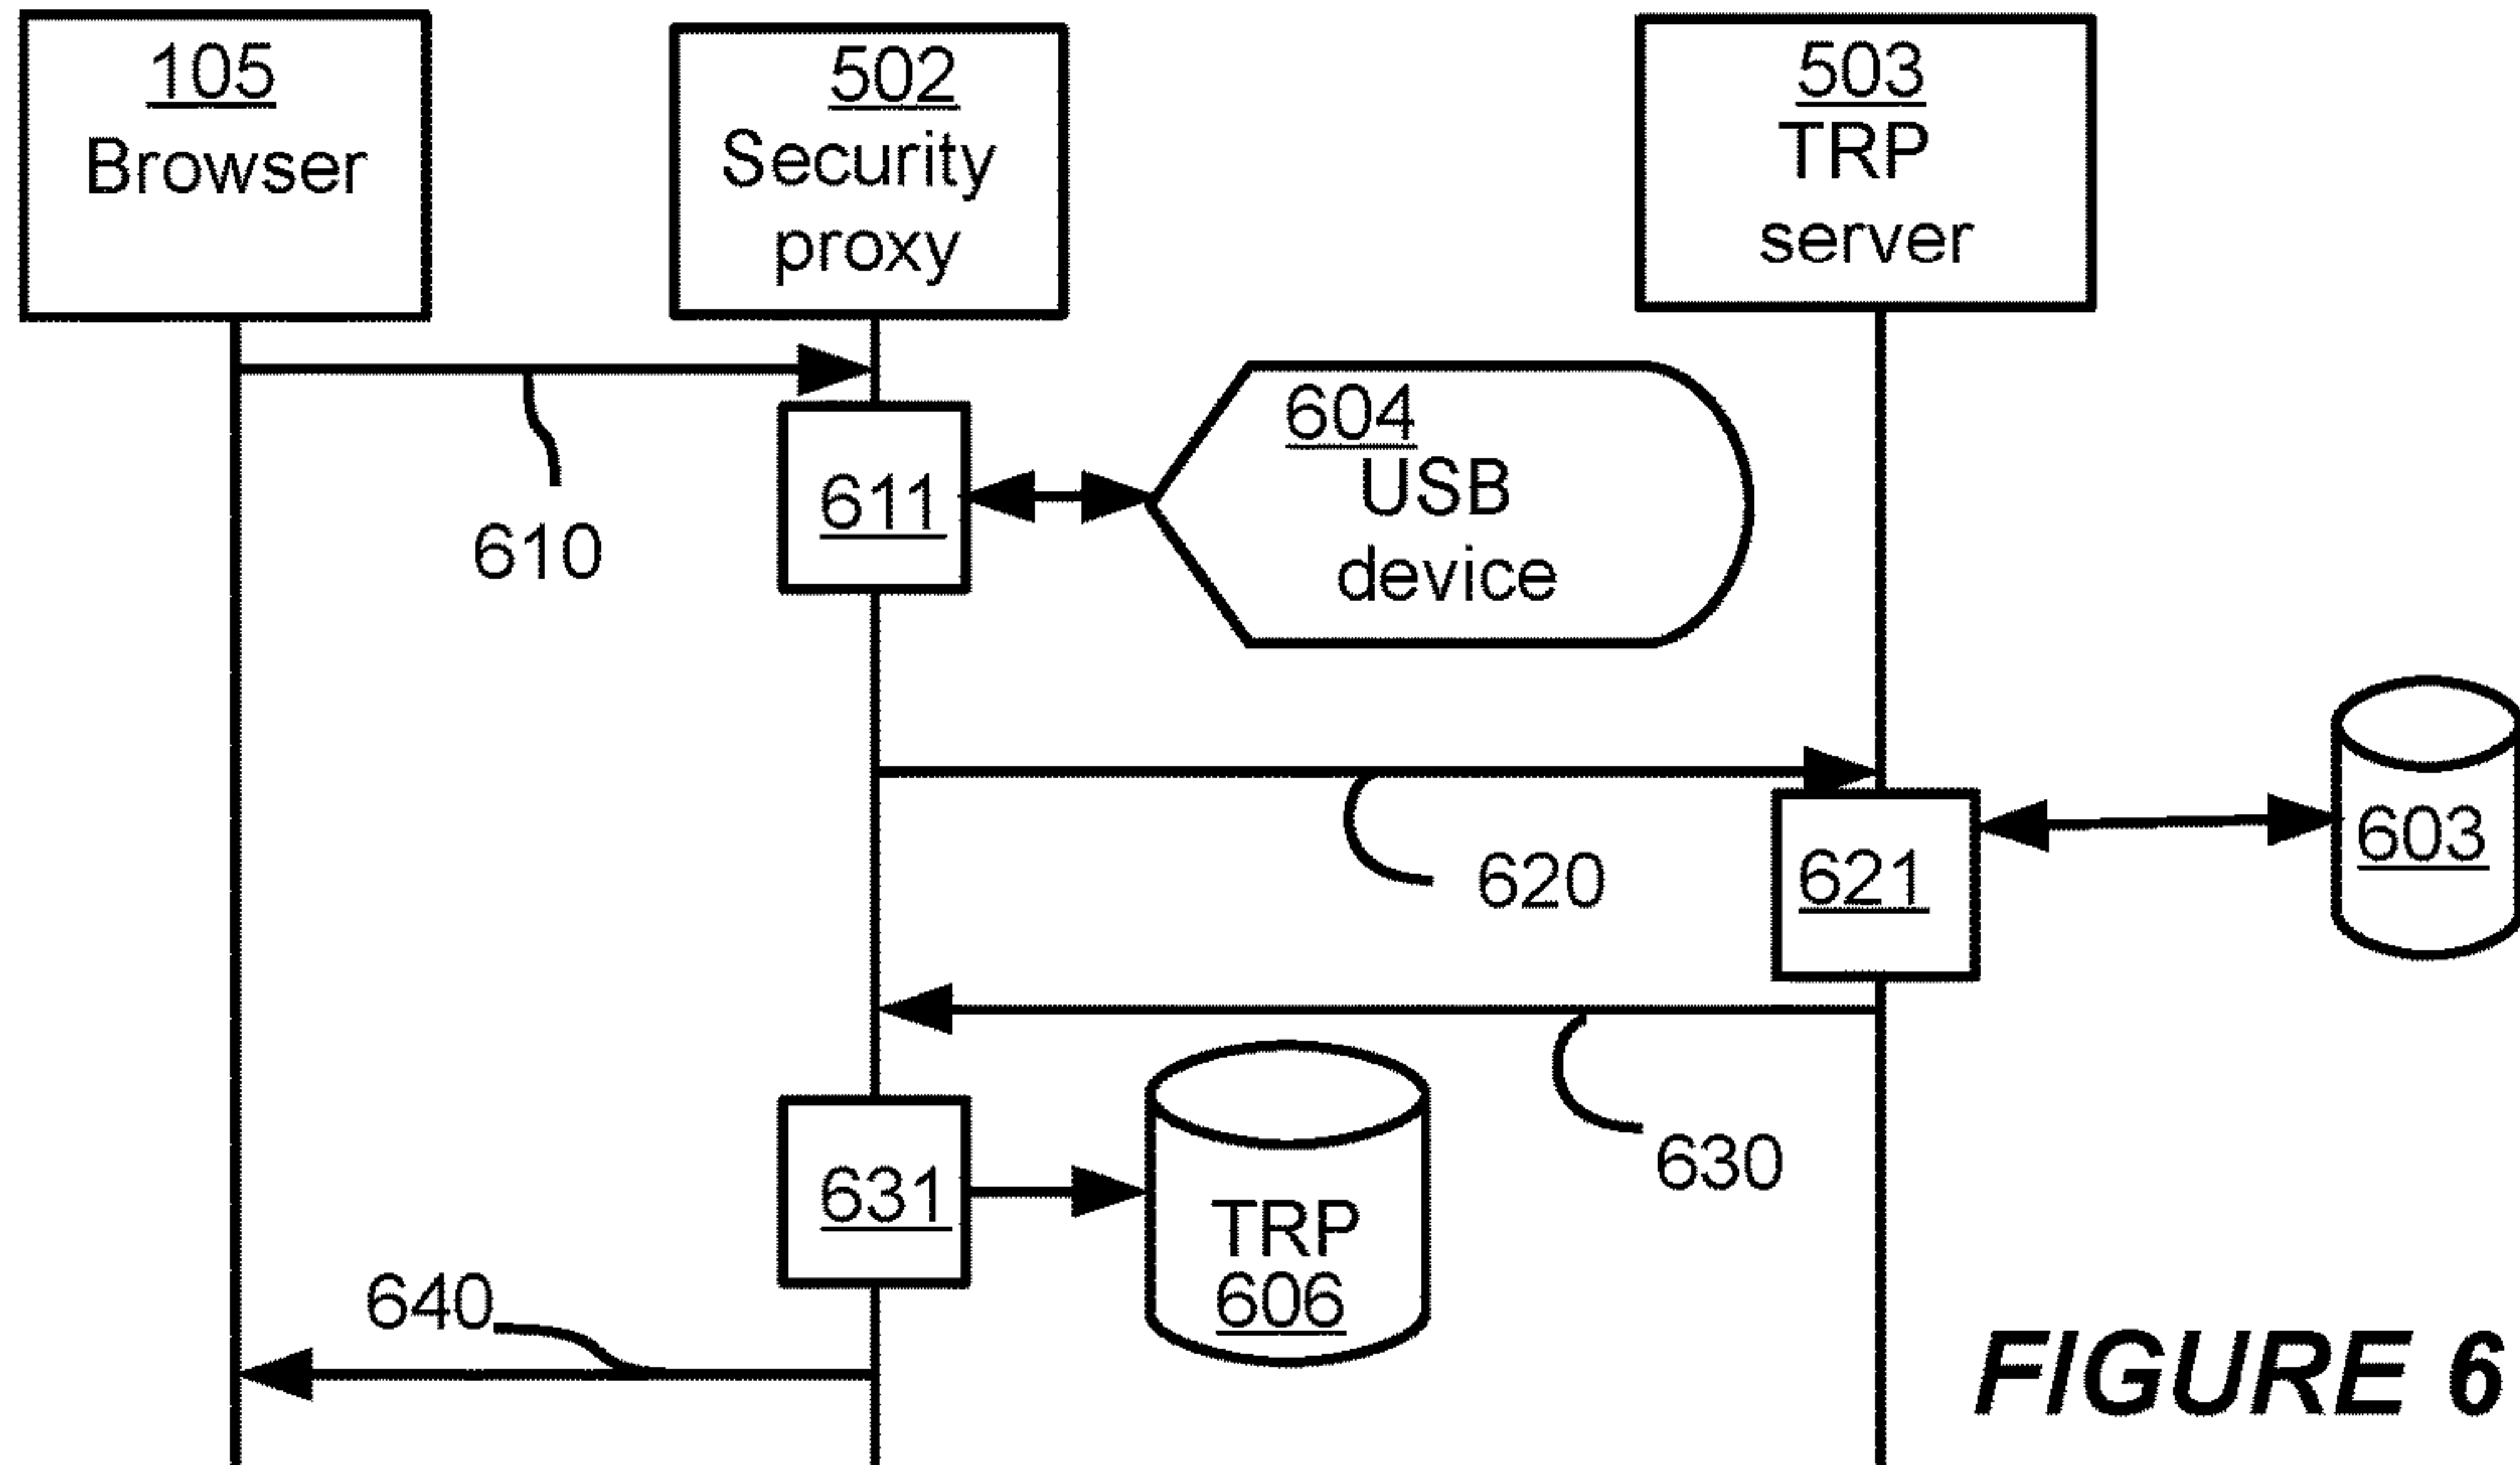 105
Browser
502
Security
proxy
503
TRP
server
610
611
604
USB
device
620
621
603
630
631
TRP
606
640
FIGURE 6